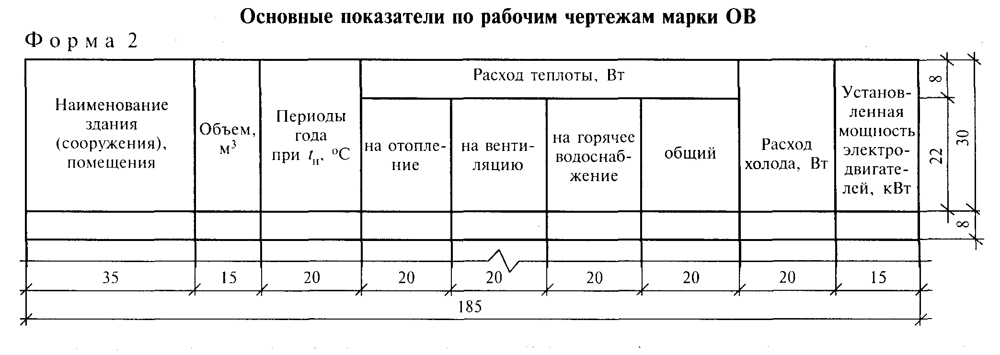 Основные показатели по рабочим чертежам марки ОВ
Форма 2
Наименование
здания
(сооружения),
помещения
Объем,
м³
Периоды
года
при tн, °С
Расход теплоты, Вт
на отопле-
ние
на венти-
ляцию
на горячее
водоснаб-
жение
общий
Расход
холода, Вт
Установ-
ленная
мощность
электро-
двигате-
лей, кВт
8
22
30
8
35
15
20
20
20
20
20
20
15
185